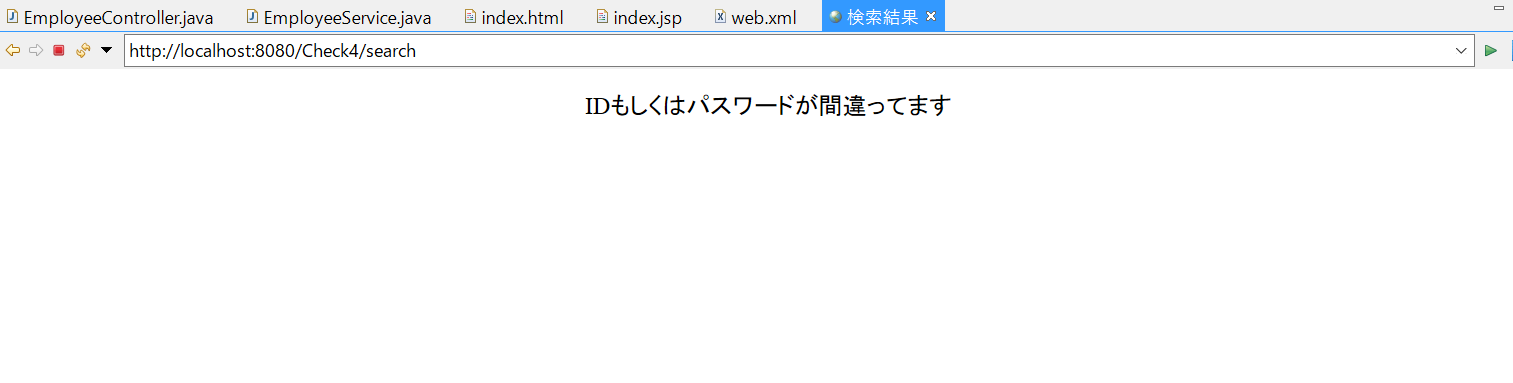 EmployeeController.java EmployeeService.java index.html index.jsp web.xml 検索結果
http://localhost:8080/Check4/search
IDもしくはパスワードが間違ってます